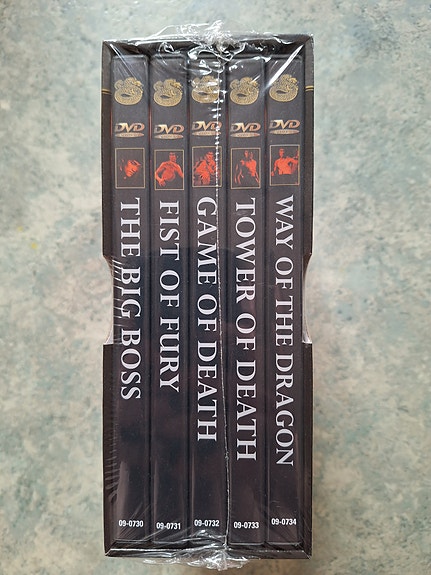 DVD
THE BIG BOSS
09-0730
DVD
FIST OF FURY
09-0731
DVD
GAME OF DEATH
09-0732
DVD
TOWER OF DEATH
09-0733
DVD
WAY OF THE DRAGON
09-0734